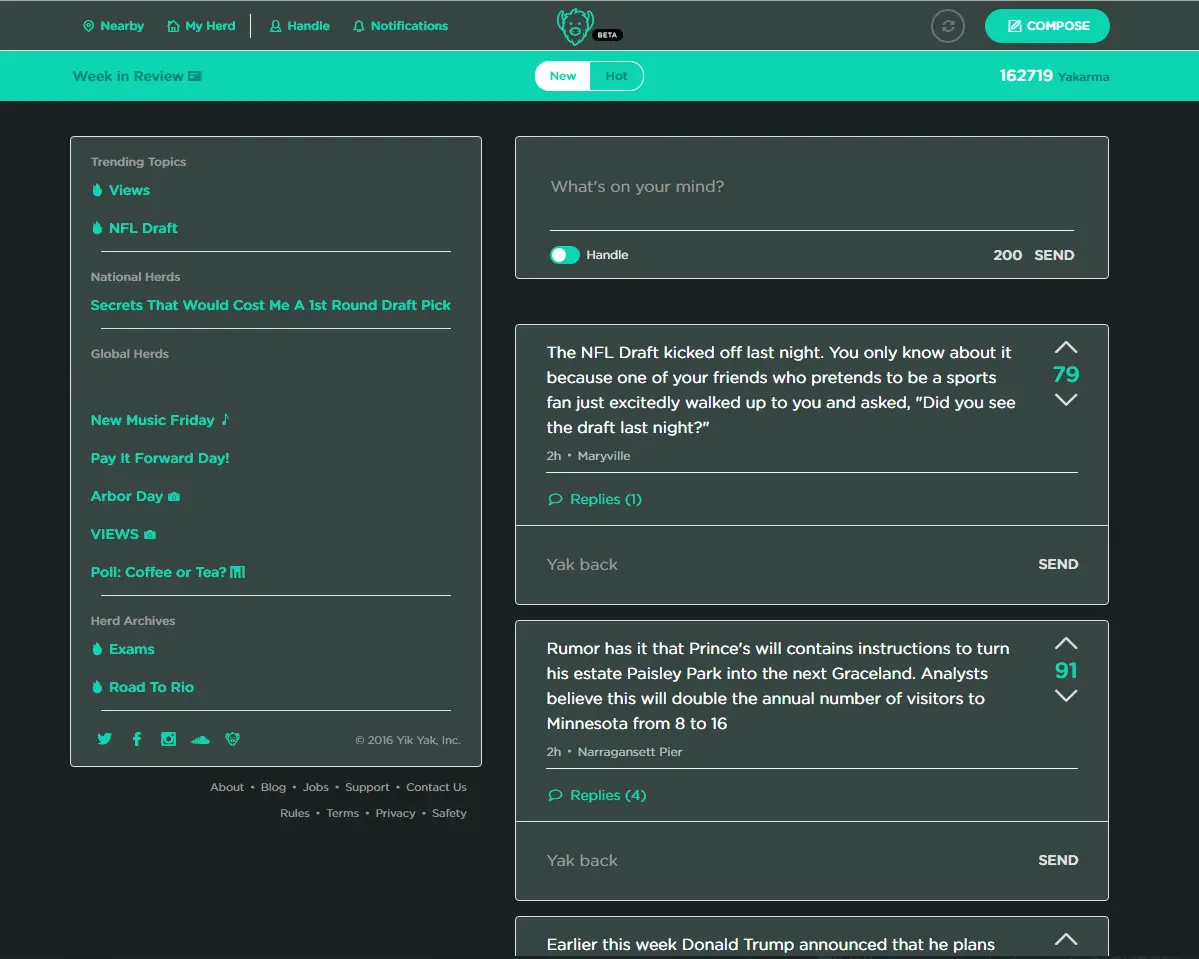 Nearby My Herd Handle Notifications BETA COMPOSE
Week in Review New Hot 162719 Yakarma
Trending Topics
Views
NFL Draft
National Herds
Secrets That Would Cost Me A 1st Round Draft Pick
Global Herds
New Music Friday ♪
Pay It Forward Day!
Arbor Day
VIEWS
Poll: Coffee or Tea?
Herd Archives
Exams
Road To Rio
© 2016 Yik Yak, Inc.
About • Blog • Jobs • Support • Contact Us
Rules • Terms • Privacy • Safety
What's on your mind?
Handle 200 SEND
The NFL Draft kicked off last night. You only know about it
because one of your friends who pretends to be a sports
fan just excitedly walked up to you and asked, "Did you see
the draft last night?"
79
2h • Maryville
Replies (1)
Yak back SEND
Rumor has it that Prince's will contains instructions to turn
his estate Paisley Park into the next Graceland. Analysts
believe this will double the annual number of visitors to
Minnesota from 8 to 16
91
2h • Narragansett Pier
Replies (4)
Yak back SEND
Earlier this week Donald Trump announced that he plans